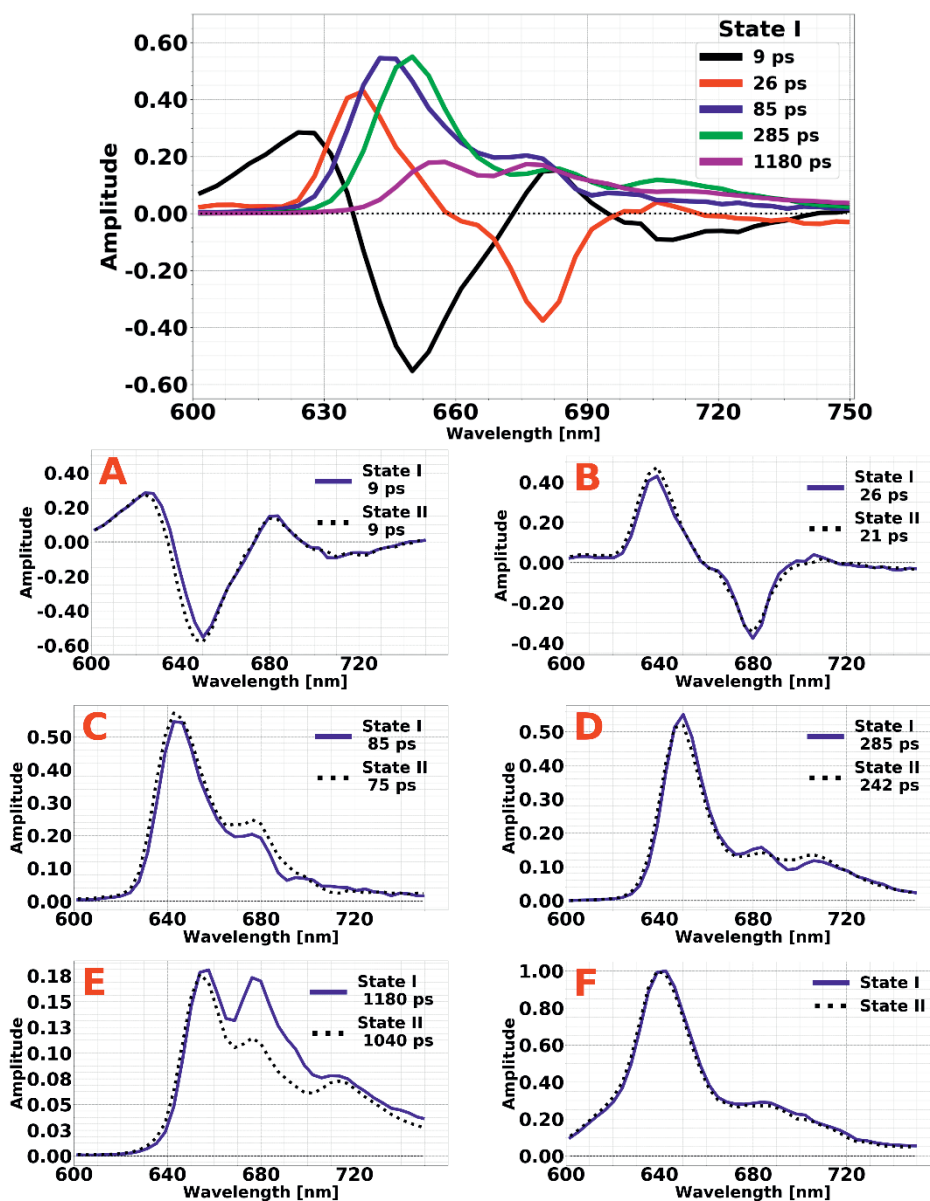 State I
9 ps
26 ps
85 ps
285 ps
1180 ps
Amplitude
0.60
0.40
0.20
0.00
-0.20
-0.40
-0.60
600 630 660 690 720 750
Wavelength [nm]
A
State I
9 ps
State II
9 ps
Amplitude
0.40
0.20
0.00
-0.20
-0.40
-0.60
600 640 680 720
Wavelength [nm]
B
State I
26 ps
State II
21 ps
Amplitude
0.40
0.20
0.00
-0.20
-0.40
600 640 680 720
Wavelength [nm]
C
State I
85 ps
State II
75 ps
Amplitude
0.50
0.40
0.30
0.20
0.10
0.00
600 640 680 720
Wavelength [nm]
D
State I
285 ps
State II
242 ps
Amplitude
0.50
0.40
0.30
0.20
0.10
0.00
600 640 680 720
Wavelength [nm]
E
State I
1180 ps
State II
1040 ps
Amplitude
0.18
0.15
0.13
0.10
0.08
0.05
0.03
0.00
600 640 680 720
Wavelength [nm]
F
State I
State II
Amplitude
1.00
0.80
0.60
0.40
0.20
0.00
600 640 680 720
Wavelength [nm]